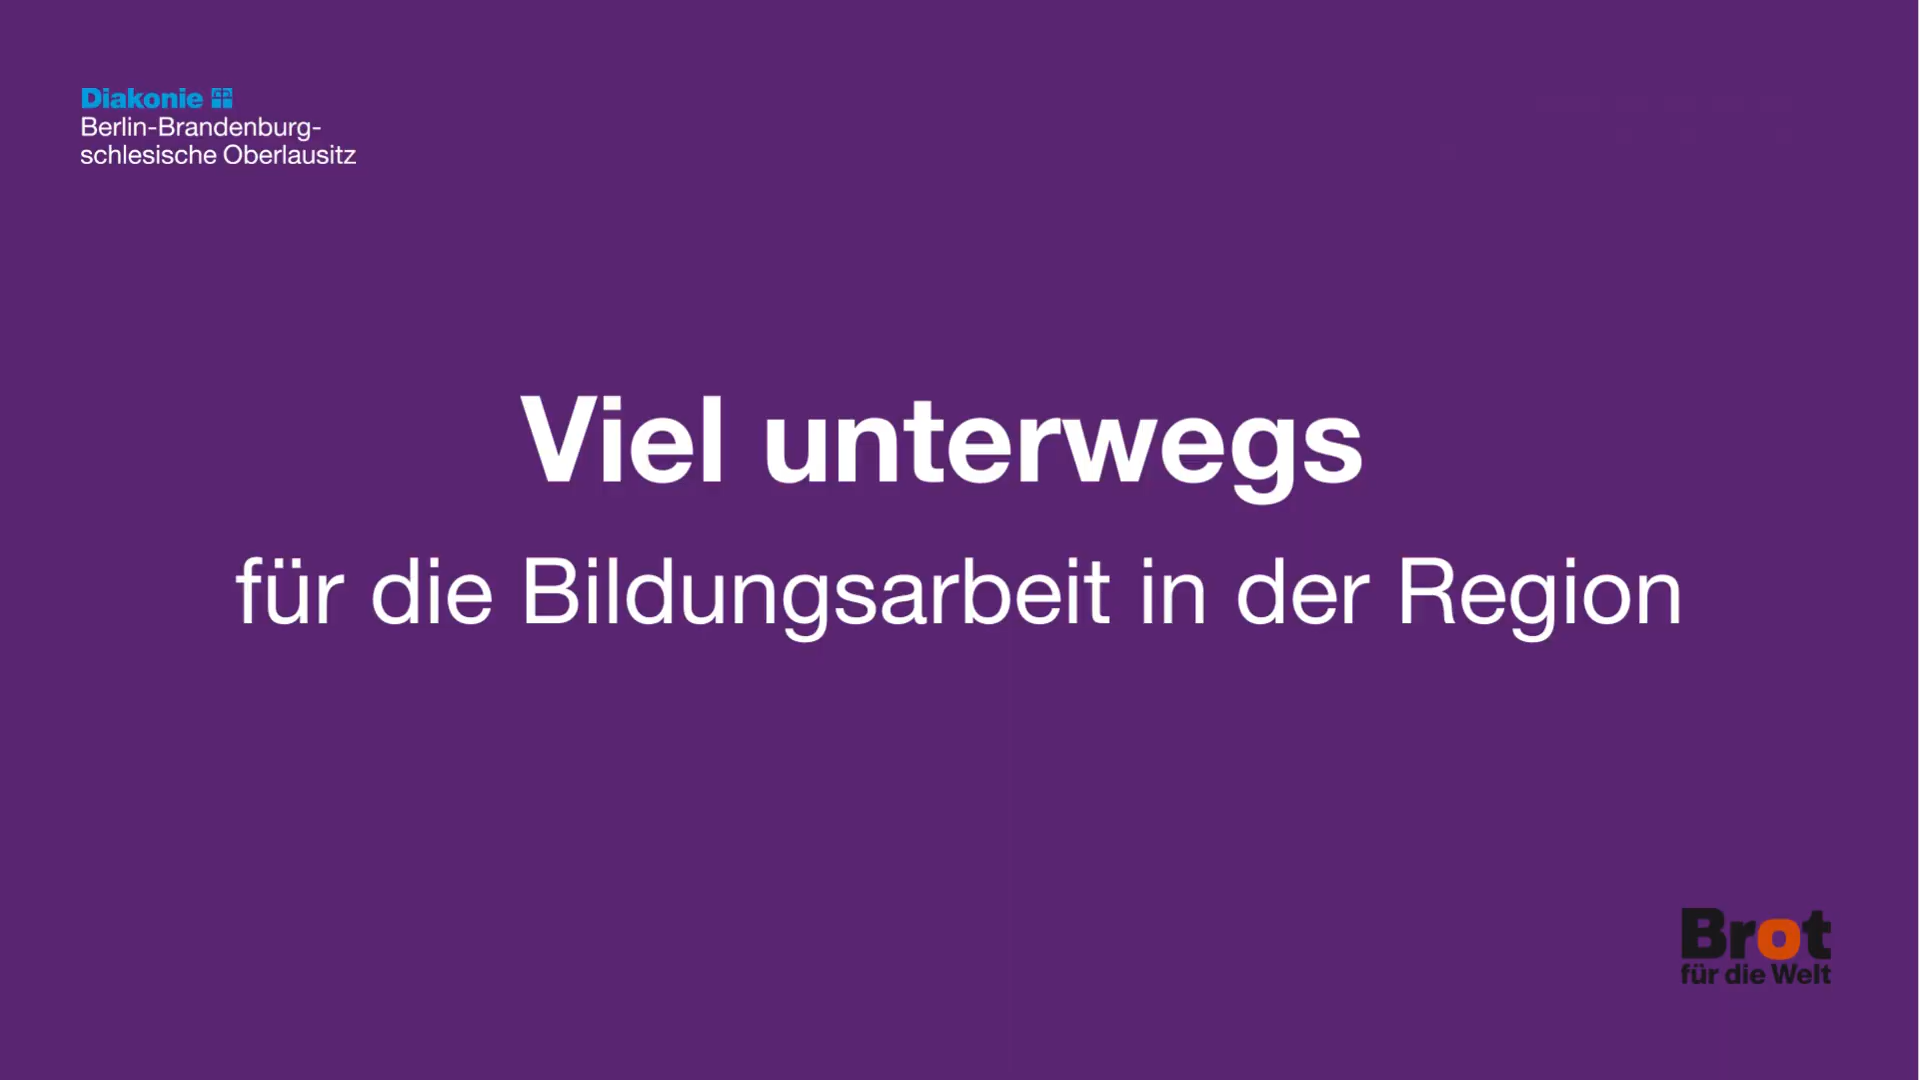 Diakonie
Berlin-Brandenburg-
schlesische Oberlausitz
Viel unterwegs
für die Bildungsarbeit in der Region
Brot
für die Welt